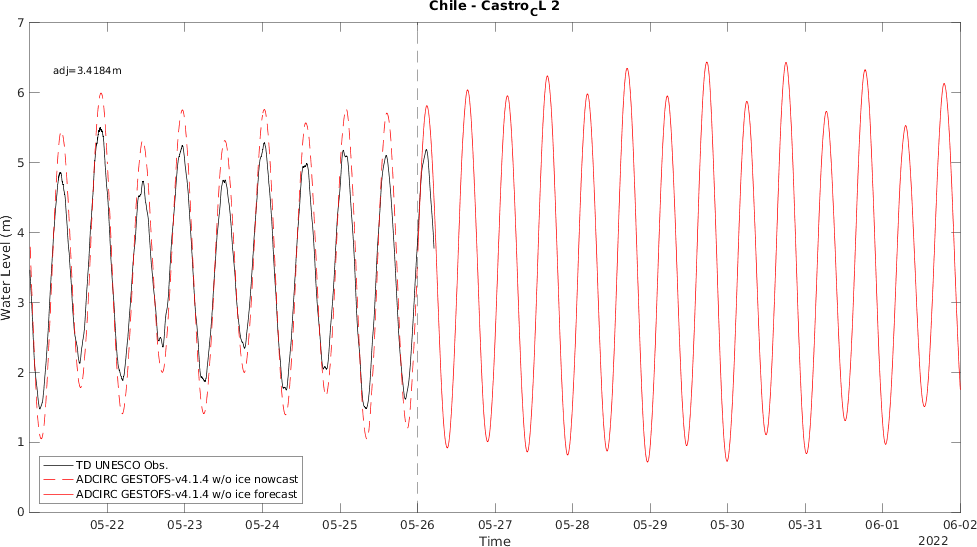 Chile - Castro_CL 2
adj=3.4184m
Water Level (m)
7
6
5
4
3
2
1
0
TD UNESCO Obs.
ADCIRC GESTOFS-v4.1.4 w/o ice nowcast
ADCIRC GESTOFS-v4.1.4 w/o ice forecast
05-22 05-23 05-24 05-25 05-26 05-27 05-28 05-29 05-30 05-31 06-01 06-02
Time
2022